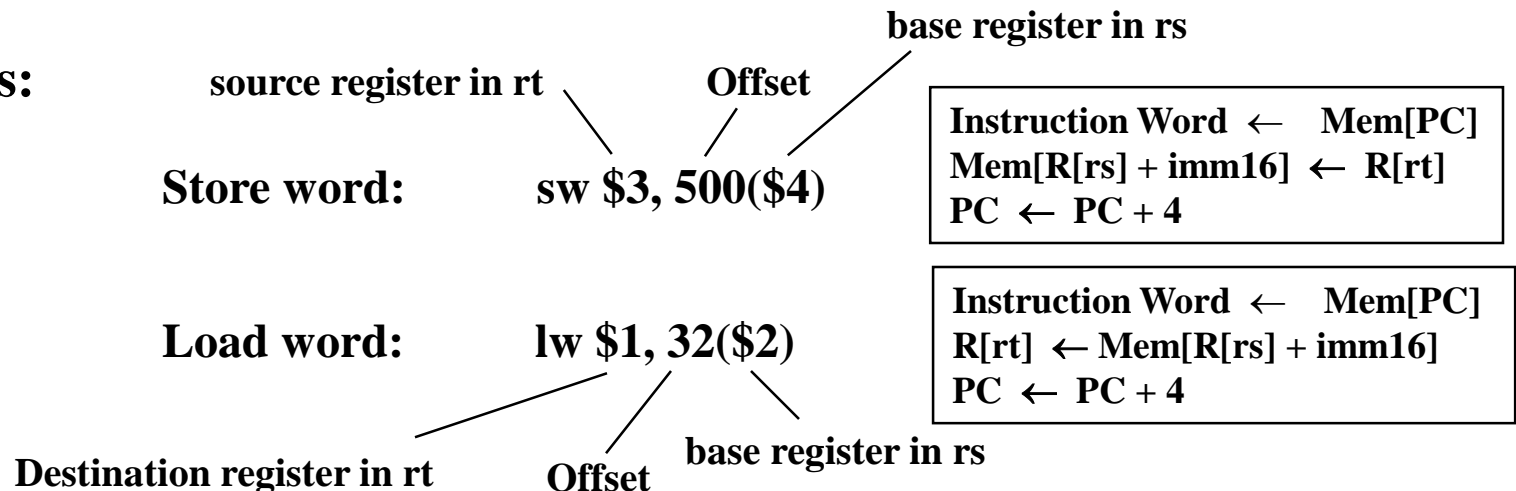 base register in rs
s:
source register in rt
Offset
Instruction Word ← Mem[PC]
Mem[R[rs] + imm16] ← R[rt]
PC ← PC + 4
Store word: sw $3, 500($4)
Instruction Word ← Mem[PC]
R[rt] ← Mem[R[rs] + imm16]
PC ← PC + 4
Load word: lw $1, 32($2)
Destination register in rt
Offset
base register in rs